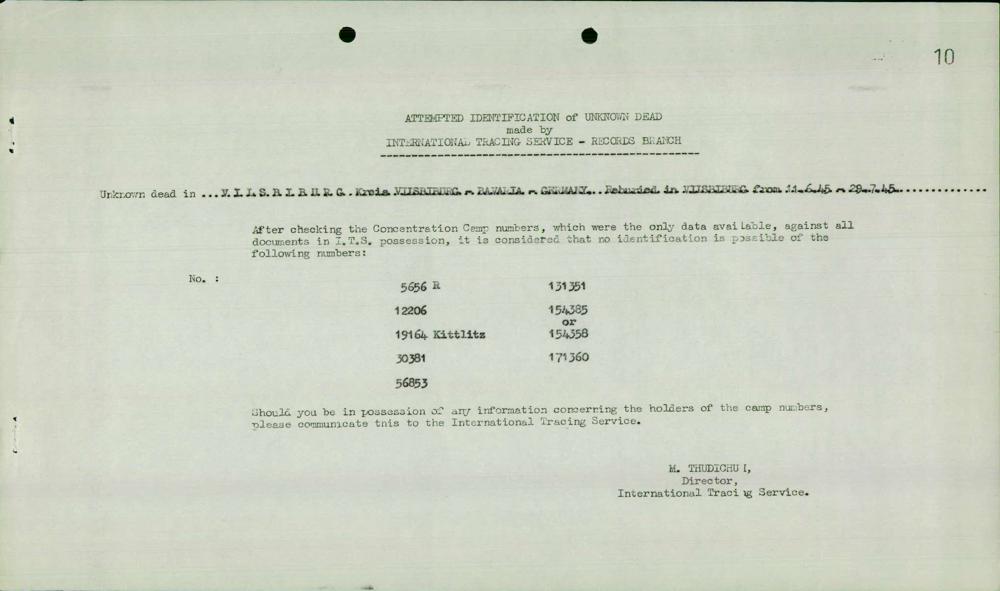 10
ATTEMPTED IDENTIFICATION of UNKNOWN DEAD
made by
INTERNATIONAL TRACING SERVICE - RECORDS BRANCH
Unknown dead in ... V.I.L.S.B.I.B.U.R.G. Kreis VILSBIBURG - BAVARIA - GERMANY.. Reburied in VILSBIBURG from 11.6.45 - 29.7.45
After checking the Concentration Camp numbers, which were the only data available, against all
documents in I.T.S. possession, it is considered that no identification is possible of the
following numbers:
No. :
5656 R 131351
12206 154385
or
19164 Kittlitz 154358
30381 171360
56853
Should you be in possession of any information concerning the holders of the camp numbers,
please communicate this to the International Tracing Service.
M. THUDICHUM,
Director,
International Tracing Service.